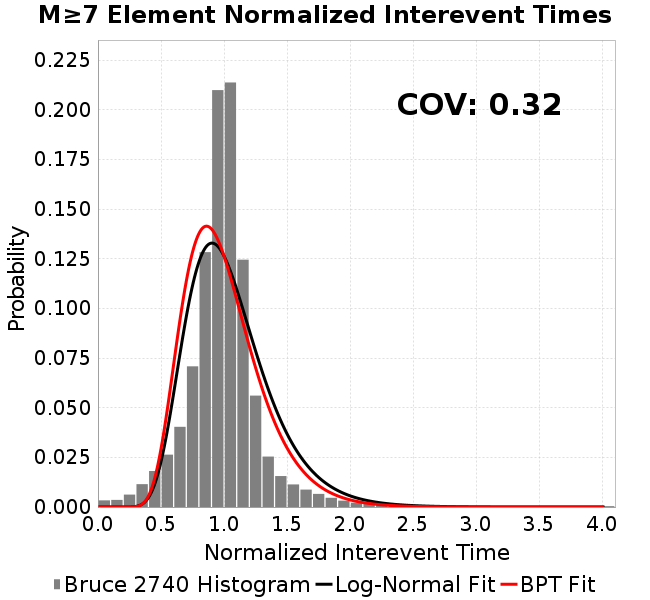 M≥7 Element Normalized Interevent Times
COV: 0.32
Probability
0.225
0.200
0.175
0.150
0.125
0.100
0.075
0.050
0.025
0.000
0.0 0.5 1.0 1.5 2.0 2.5 3.0 3.5 4.0
Normalized Interevent Time
Bruce 2740 Histogram Log-Normal Fit BPT Fit